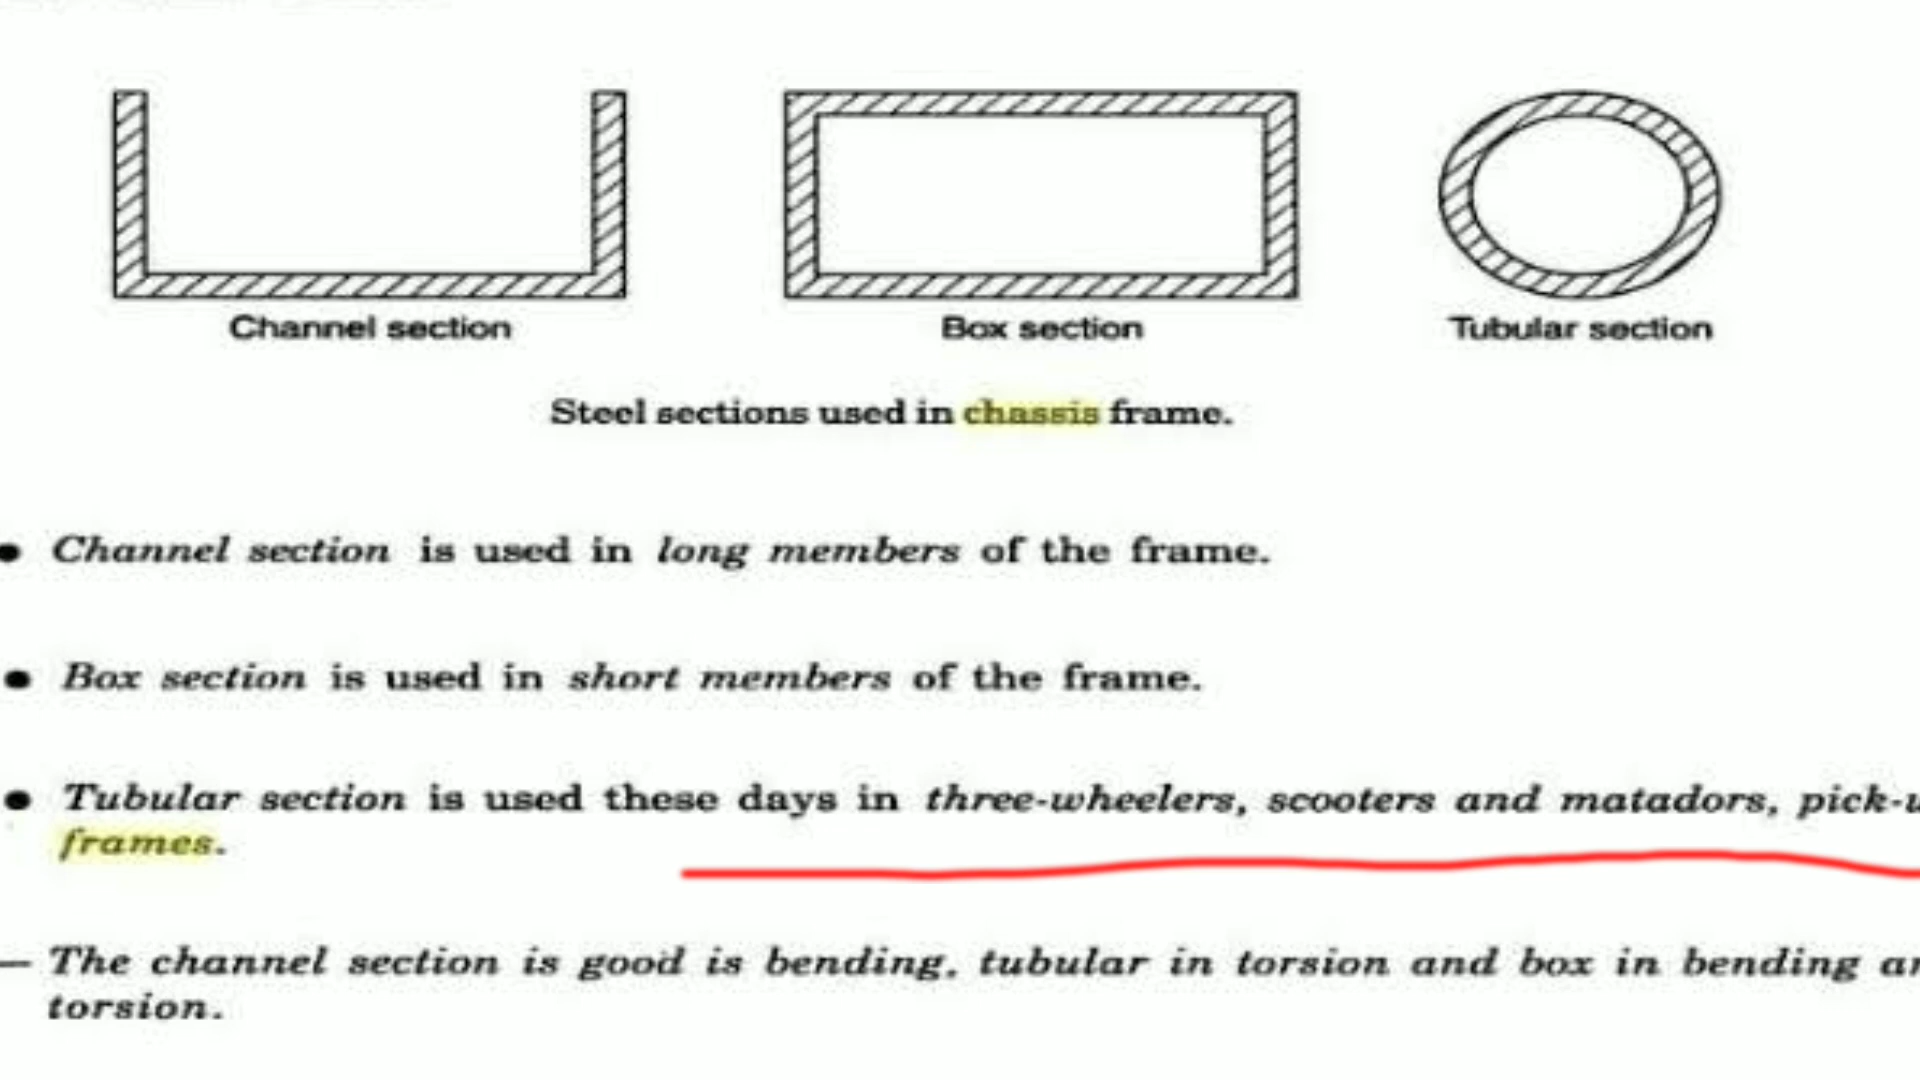 Channel section Box section Tubular section
Steel sections used in chassis frame.
• Channel section is used in long members of the frame.
• Box section is used in short members of the frame.
• Tubular section is used these days in three-wheelers, scooters and matadors,
frames.
— The channel section is good is bending, tubular in torsion and box in bending
torsion.